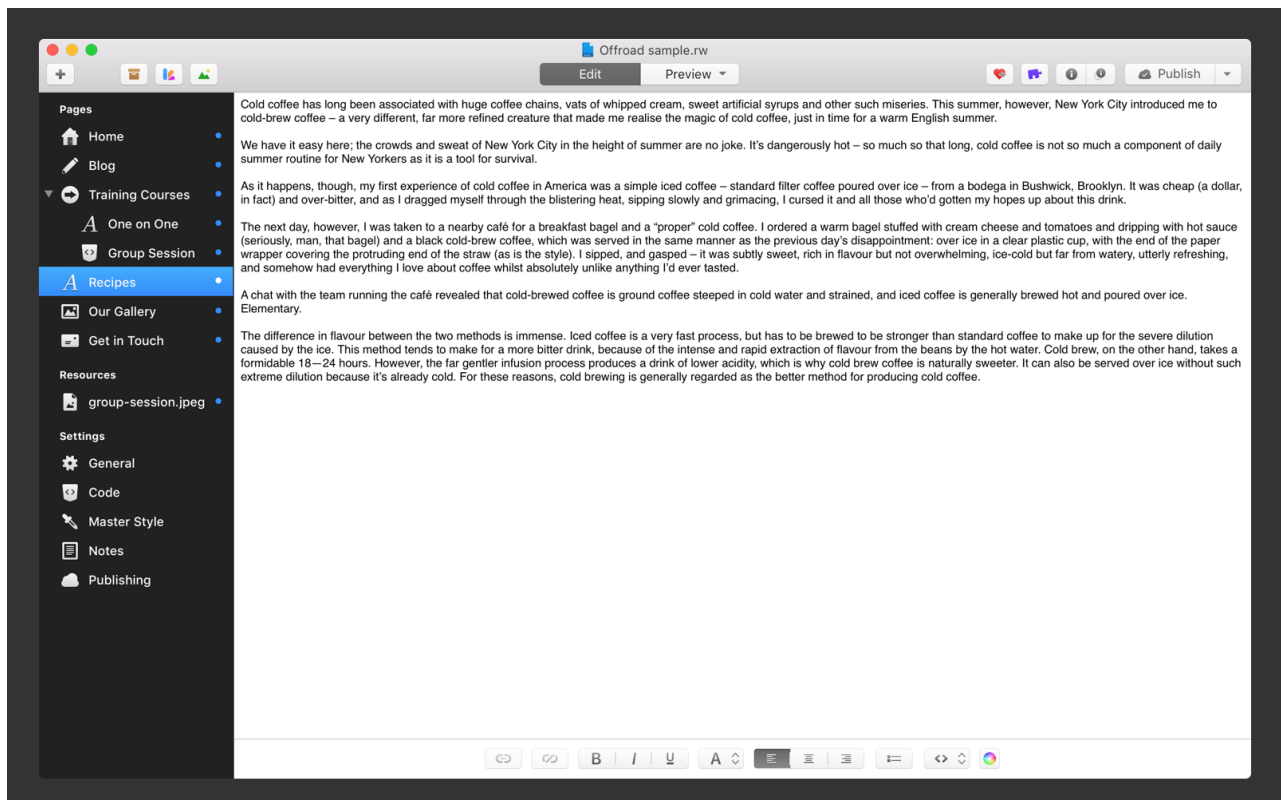 Offroad sample.rw
Edit
Preview
Publish
Pages
Home
Blog
Training Courses
One on One
Group Session
Recipes
Our Gallery
Get in Touch
Resources
group-session.jpeg
Settings
General
Code
Master Style
Notes
Publishing
Cold coffee has long been associated with huge coffee chains, vats of whipped cream, sweet artificial syrups and other such miseries. This summer, however, New York City introduced me to
cold-brew coffee – a very different, far more refined creature that made me realise the magic of cold coffee, just in time for a warm English summer.
We have it easy here; the crowds and sweat of New York City in the height of summer are no joke. It's dangerously hot – so much so that long, cold coffee is not so much a component of daily
summer routine for New Yorkers as it is a tool for survival.
As it happens, though, my first experience of cold coffee in America was a simple iced coffee – standard filter coffee poured over ice – from a bodega in Bushwick, Brooklyn. It was cheap (a dollar,
in fact) and over-bitter, and as I dragged myself through the blistering heat, sipping slowly and grimacing, I cursed it and all those who'd gotten my hopes up about this drink.
The next day, however, I was taken to a nearby café for a breakfast bagel and a “proper” cold coffee. I ordered a warm bagel stuffed with cream cheese and tomatoes and dripping with hot sauce
(seriously, man, that bagel) and a black cold-brew coffee, which was served in the same manner as the previous day's disappointment: over ice in a clear plastic cup, with the end of the paper
wrapper covering the protruding end of the straw (as is the style). I sipped, and gasped – it was subtly sweet, rich in flavour but not overwhelming, ice-cold but far from watery, utterly refreshing,
and somehow had everything I love about coffee whilst absolutely unlike anything I'd ever tasted.
A chat with the team running the café revealed that cold-brewed coffee is ground coffee steeped in cold water and strained, and iced coffee is generally brewed hot and poured over ice.
Elementary.
The difference in flavour between the two methods is immense. Iced coffee is a very fast process, but has to be brewed to be stronger than standard coffee to make up for the severe dilution
caused by the ice. This method tends to make for a more bitter drink, because of the intense and rapid extraction of flavour from the beans by the hot water. Cold brew, on the other hand, takes a
formidable 18—24 hours. However, the far gentler infusion process produces a drink of lower acidity, which is why cold brew coffee is naturally sweeter. It can also be served over ice without such
extreme dilution because it's already cold. For these reasons, cold brewing is generally regarded as the better method for producing cold coffee.
B I U A